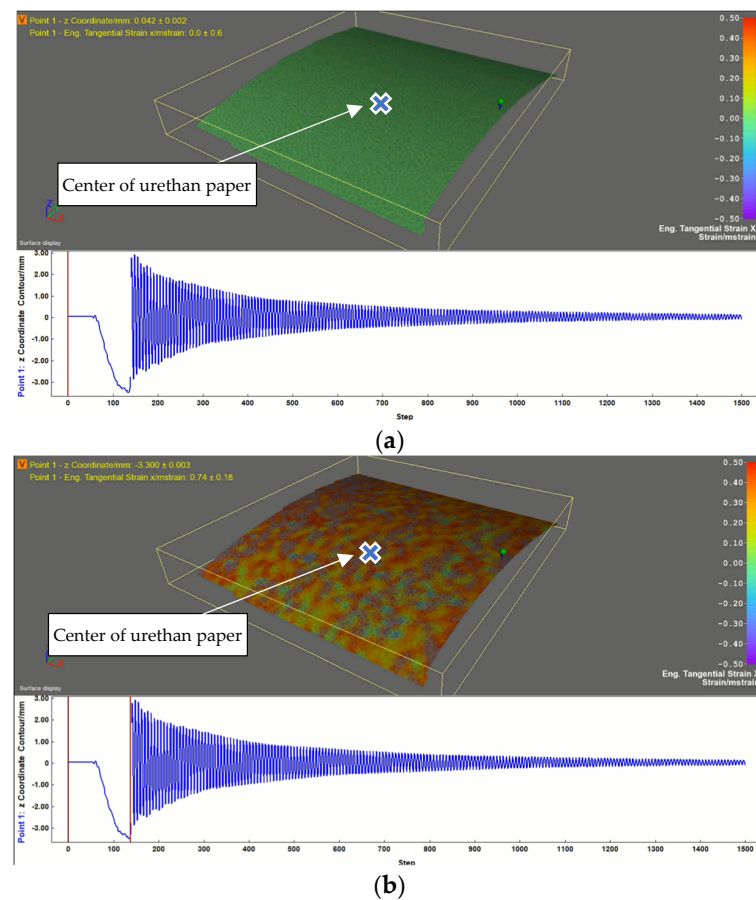 V Point 1 - z Coordinate/mm: 0.042 ± 0.002
Point 1 - Eng. Tangential Strain x/mstrain: 0.0 ± 0.6
0.50
0.40
0.30
0.20
0.10
0.00
-0.10
-0.20
-0.30
-0.40
-0.50
Eng. Tangential Strain X
Strain/mstrain
Center of urethan paper
Z
X
Surface display
Point 1: z Coordinate Contour/mm
3.00
2.00
1.00
0
-1.00
-2.00
-3.00
0 100 200 300 400 500 600 700 800 900 1000 1100 1200 1300 1400 1500
Step
(a)
V Point 1 - z Coordinate/mm: -3.300 ± 0.003
Point 1 - Eng. Tangential Strain x/mstrain: 0.74 ± 0.18
0.50
0.40
0.30
0.20
0.10
0.00
-0.10
-0.20
-0.30
-0.40
-0.50
Eng. Tangential Strain X
Strain/mstrain
Center of urethan paper
X
Surface display
Point 1: z Coordinate Contour/mm
3.00
2.00
1.00
0
-1.00
-2.00
-3.00
0 100 200 300 400 500 600 700 800 900 1000 1100 1200 1300 1400 1500
Step
(b)